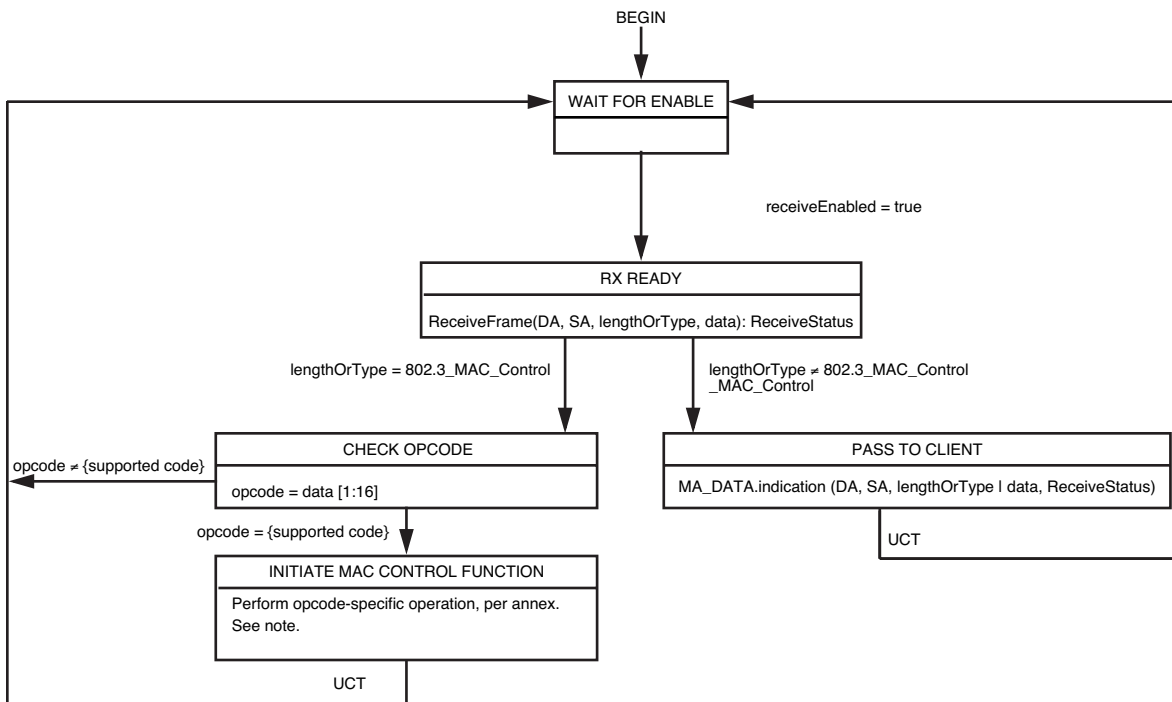 BEGIN
WAIT FOR ENABLE
receiveEnabled = true
RX READY
ReceiveFrame(DA, SA, lengthOrType, data): ReceiveStatus
lengthOrType = 802.3_MAC_Control
lengthOrType ≠ 802.3_MAC_Control
_MAC_Control
CHECK OPCODE
opcode = data [1:16]
opcode ≠ {supported code}
PASS TO CLIENT
MA_DATA.indication (DA, SA, lengthOrType | data, ReceiveStatus)
opcode = {supported code}
UCT
INITIATE MAC CONTROL FUNCTION
Perform opcode-specific operation, per annex.
See note.
UCT